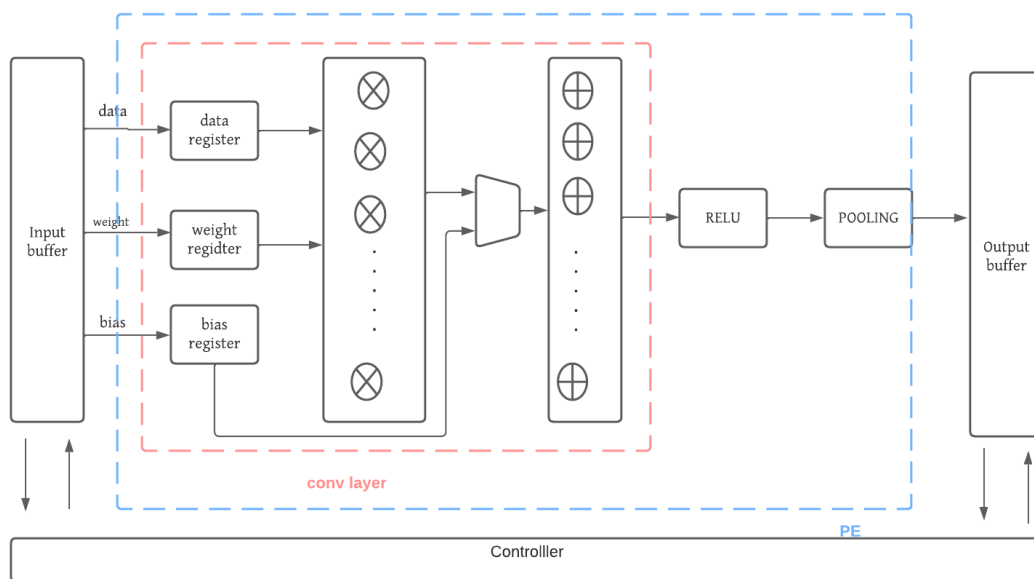 data
data
register
Input
buffer
weight
weight
regidter
RELU
POOLING
Output
buffer
bias
bias
register
conv layer
PE
Controlller